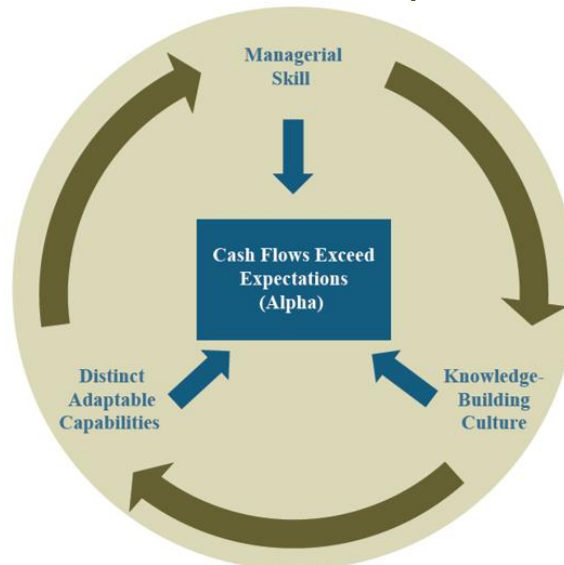 Managerial
Skill
Cash Flows Exceed
Expectations
(Alpha)
Distinct
Adaptable
Capabilities
Knowledge-
Building
Culture